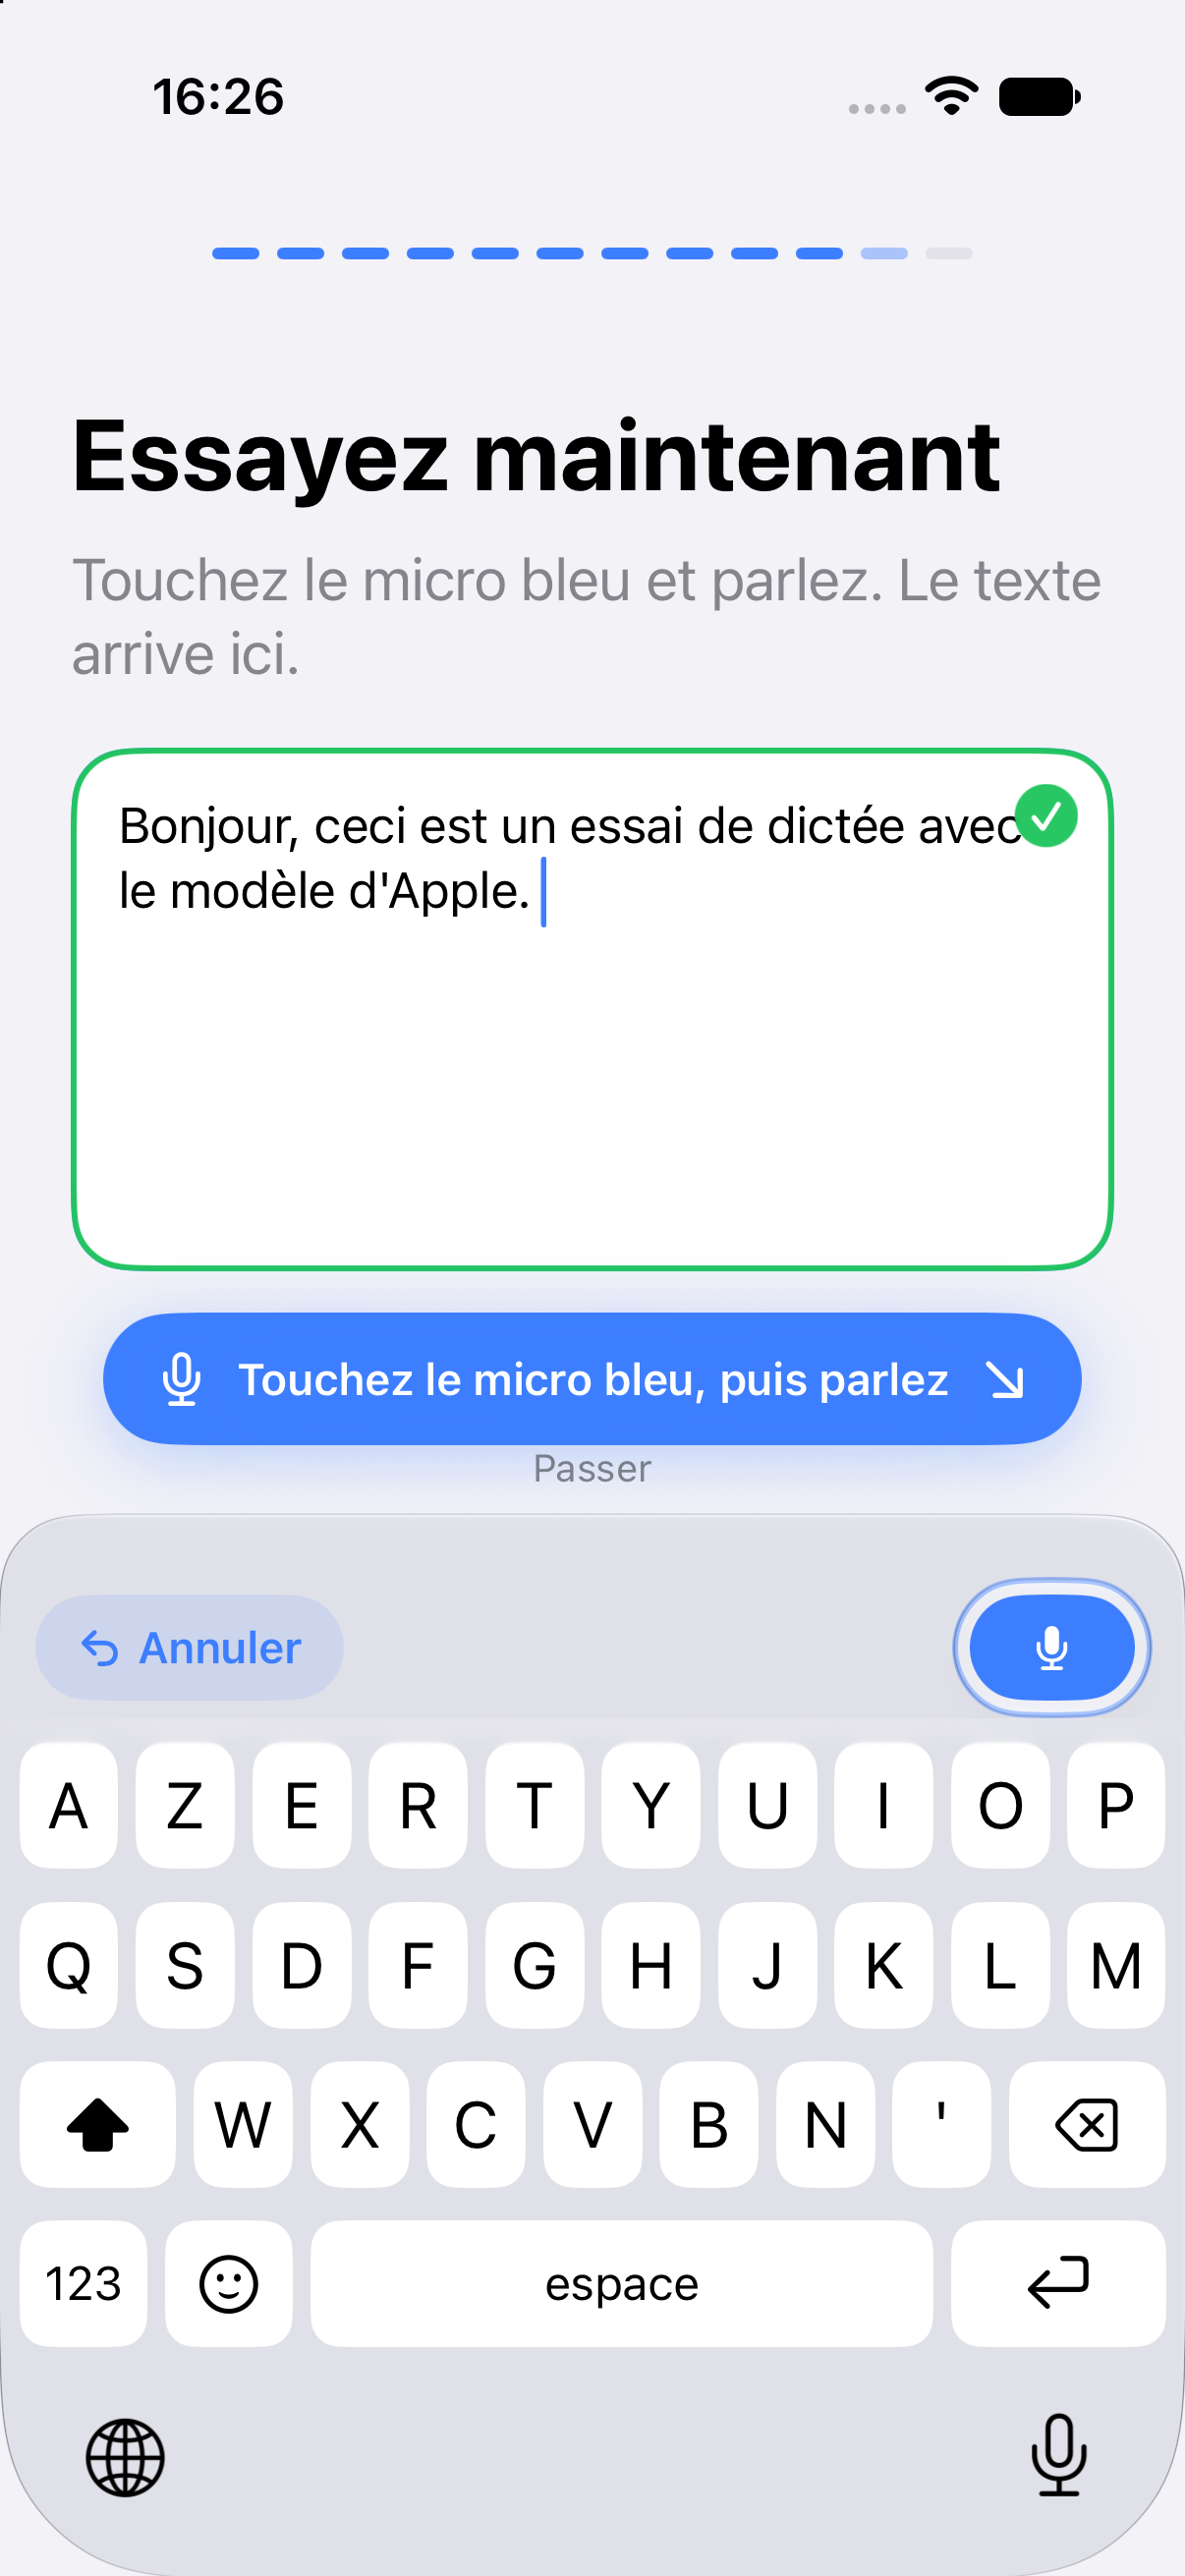 16:26
Essayez maintenant
Touchez le micro bleu et parlez. Le texte
arrive ici.
Bonjour, ceci est un essai de dictée avec
le modèle d'Apple.
Touchez le micro bleu, puis parlez
Passer
Annuler
A Z E R T Y U I O P
Q S D F G H J K L M
W X C V B N '
123 espace